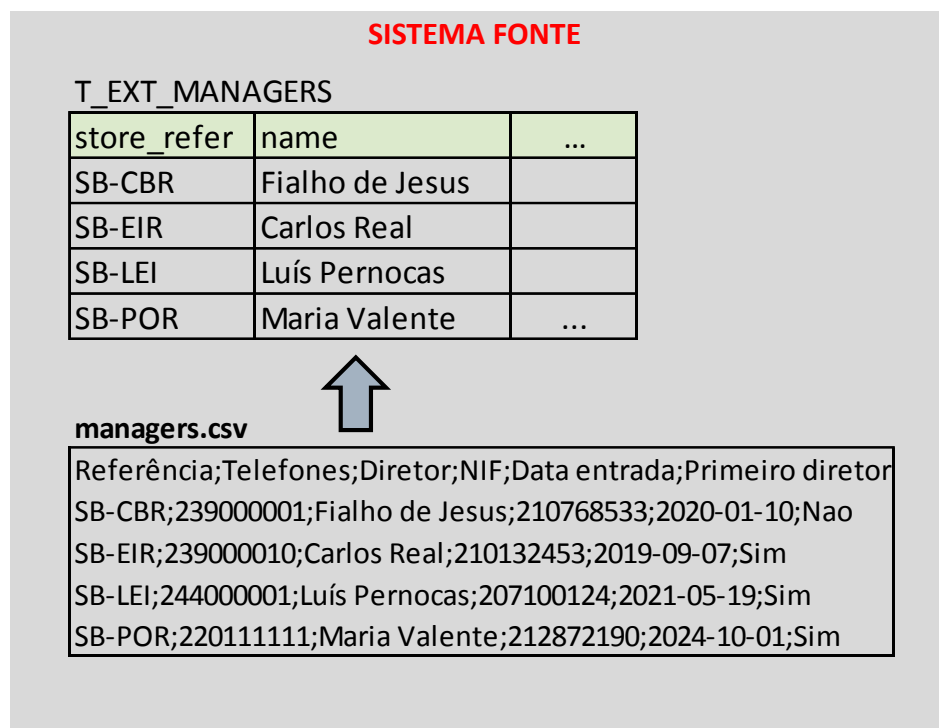 SISTEMA FONTE
T_EXT_MANAGERS
store_refer name ...
SB-CBR Fialho de Jesus
SB-EIR Carlos Real
SB-LEI Luís Pernocas
SB-POR Maria Valente ...
managers.csv
Referência;Telefones;Diretor;NIF;Data entrada;Primeiro diretor
SB-CBR;239000001;Fialho de Jesus;210768533;2020-01-10;Nao
SB-EIR;239000010;Carlos Real;210132453;2019-09-07;Sim
SB-LEI;244000001;Luís Pernocas;207100124;2021-05-19;Sim
SB-POR;220111111;Maria Valente;212872190;2024-10-01;Sim